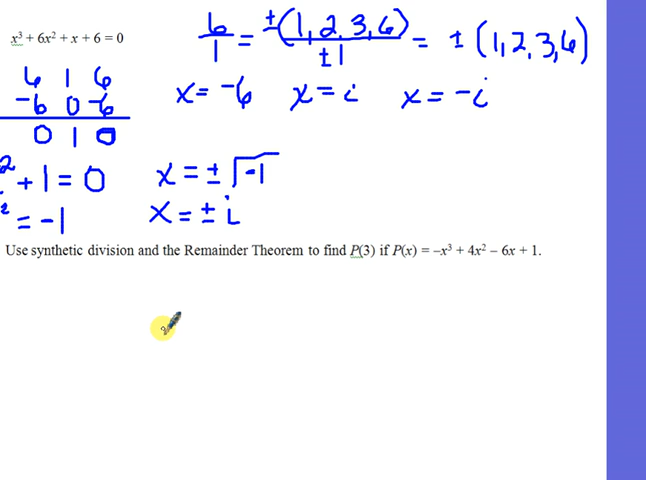 x³ + 6x² + x + 6 = 0
6/1 = ±(1, 2, 3, 6)/±1 = ± (1, 2, 3, 6)
6 1 6
-6 0 -6
0 1 0
x = -6 x = i x = -i
² + 1 = 0 x = ± √-1
² = -1 x = ± i
Use synthetic division and the Remainder Theorem to find P(3) if P(x) = –x³ + 4x² – 6x + 1.